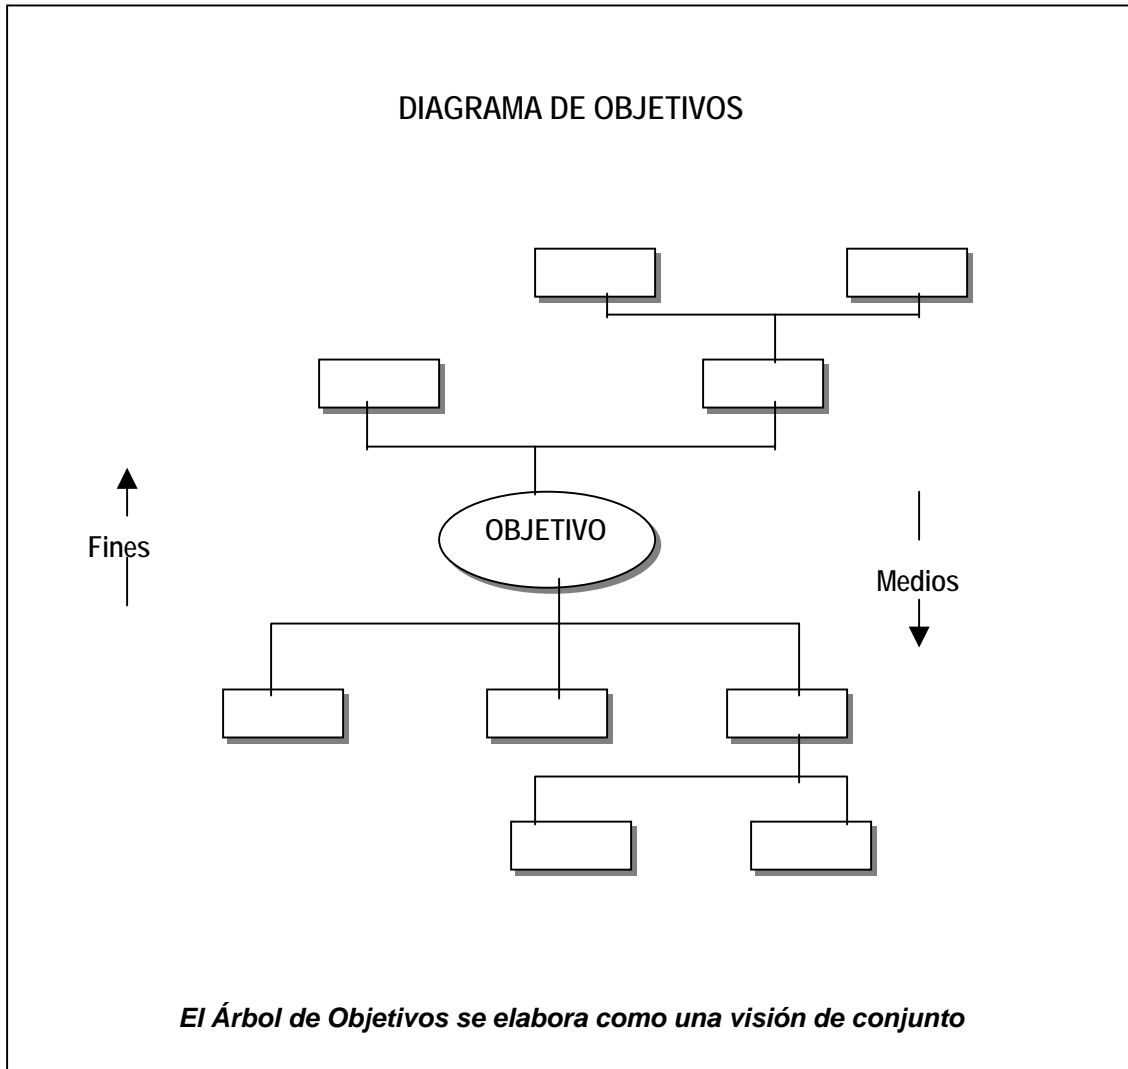 DIAGRAMA DE OBJETIVOS
OBJETIVO
Fines
Medios
El Árbol de Objetivos se elabora como una visión de conjunto